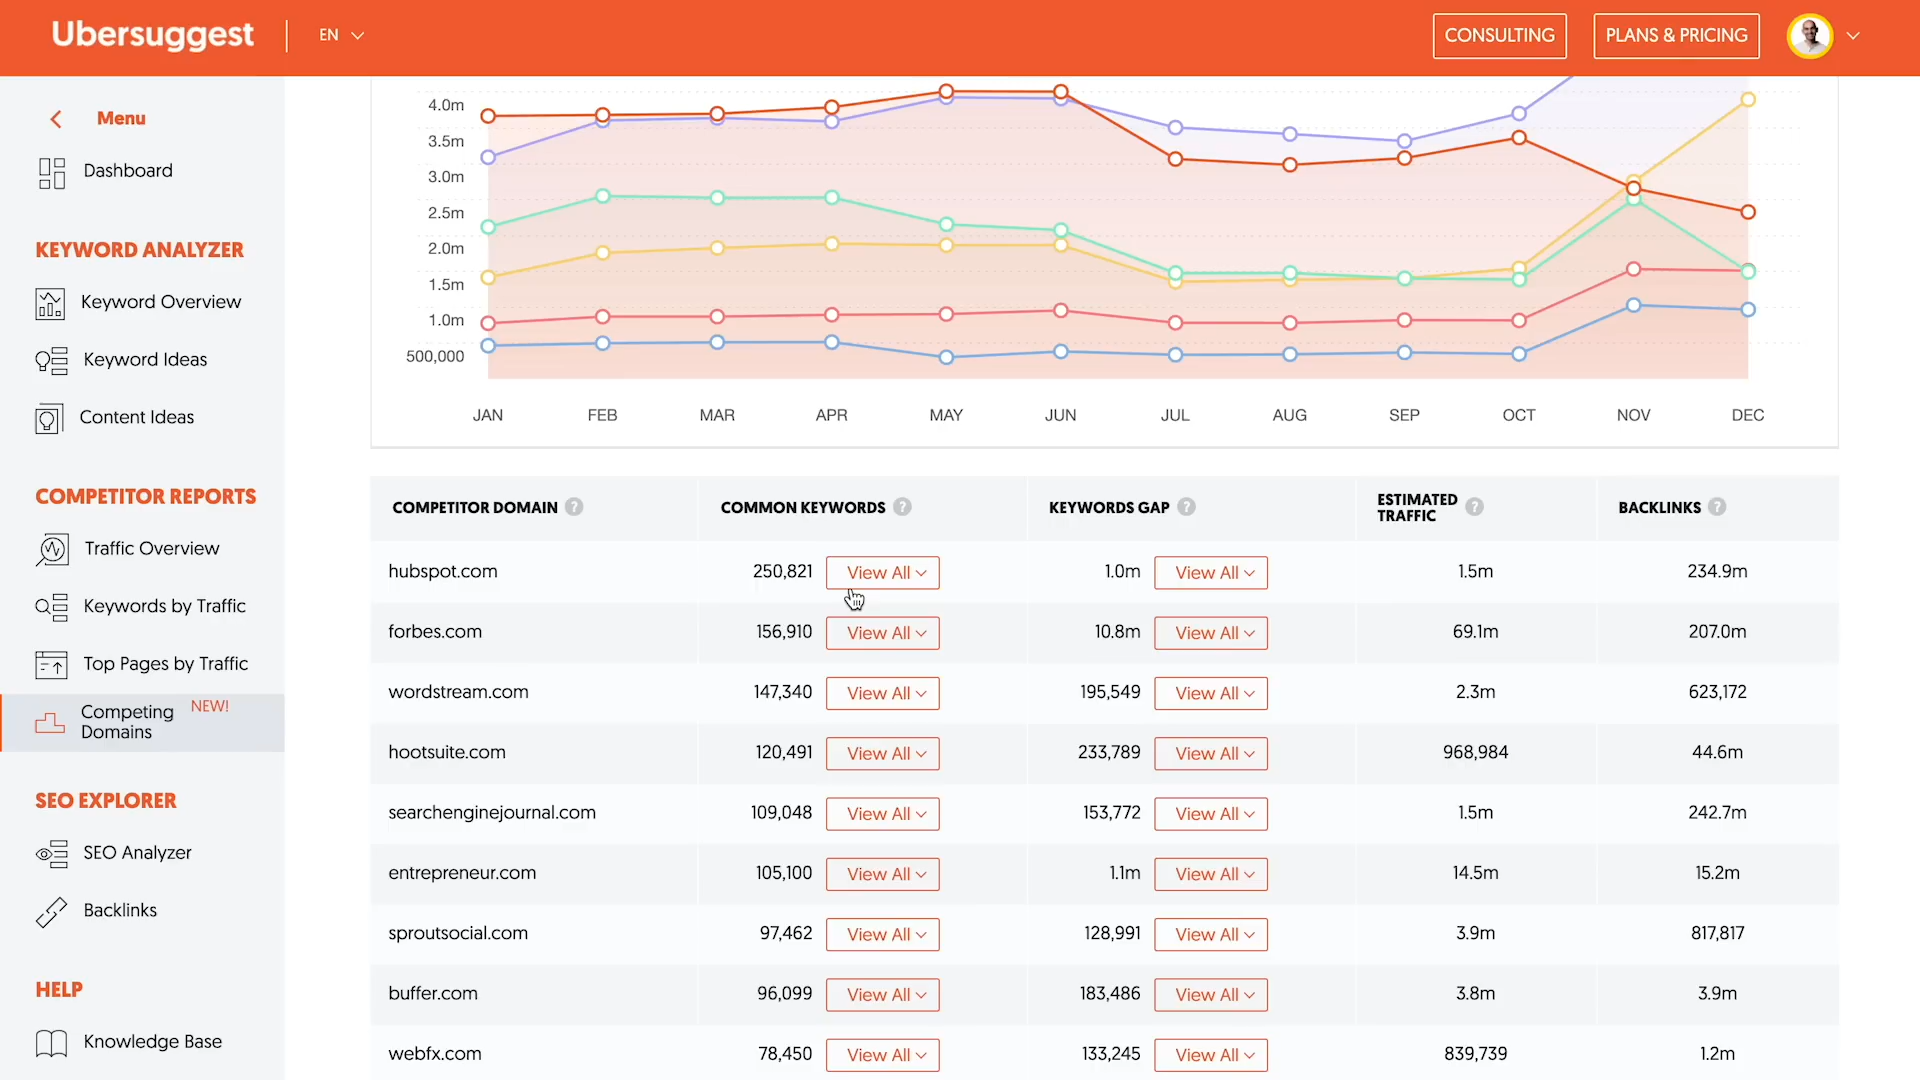 Ubersuggest
EN
CONSULTING
PLANS & PRICING
Menu
Dashboard
KEYWORD ANALYZER
Keyword Overview
Keyword Ideas
Content Ideas
COMPETITOR REPORTS
Traffic Overview
Keywords by Traffic
Top Pages by Traffic
Competing NEW!
Domains
SEO EXPLORER
SEO Analyzer
Backlinks
HELP
Knowledge Base
4.0m
3.5m
3.0m
2.5m
2.0m
1.5m
1.0m
500,000
JAN FEB MAR APR MAY JUN JUL AUG SEP OCT NOV DEC
COMPETITOR DOMAIN ? COMMON KEYWORDS ? KEYWORDS GAP ? ESTIMATED TRAFFIC ? BACKLINKS ?
hubspot.com 250,821 View All 1.0m View All 1.5m 234.9m
forbes.com 156,910 View All 10.8m View All 69.1m 207.0m
wordstream.com 147,340 View All 195,549 View All 2.3m 623,172
hootsuite.com 120,491 View All 233,789 View All 968,984 44.6m
searchenginejournal.com 109,048 View All 153,772 View All 1.5m 242.7m
entrepreneur.com 105,100 View All 1.1m View All 14.5m 15.2m
sproutsocial.com 97,462 View All 128,991 View All 3.9m 817,817
buffer.com 96,099 View All 183,486 View All 3.8m 3.9m
webfx.com 78,450 View All 133,245 View All 839,739 1.2m